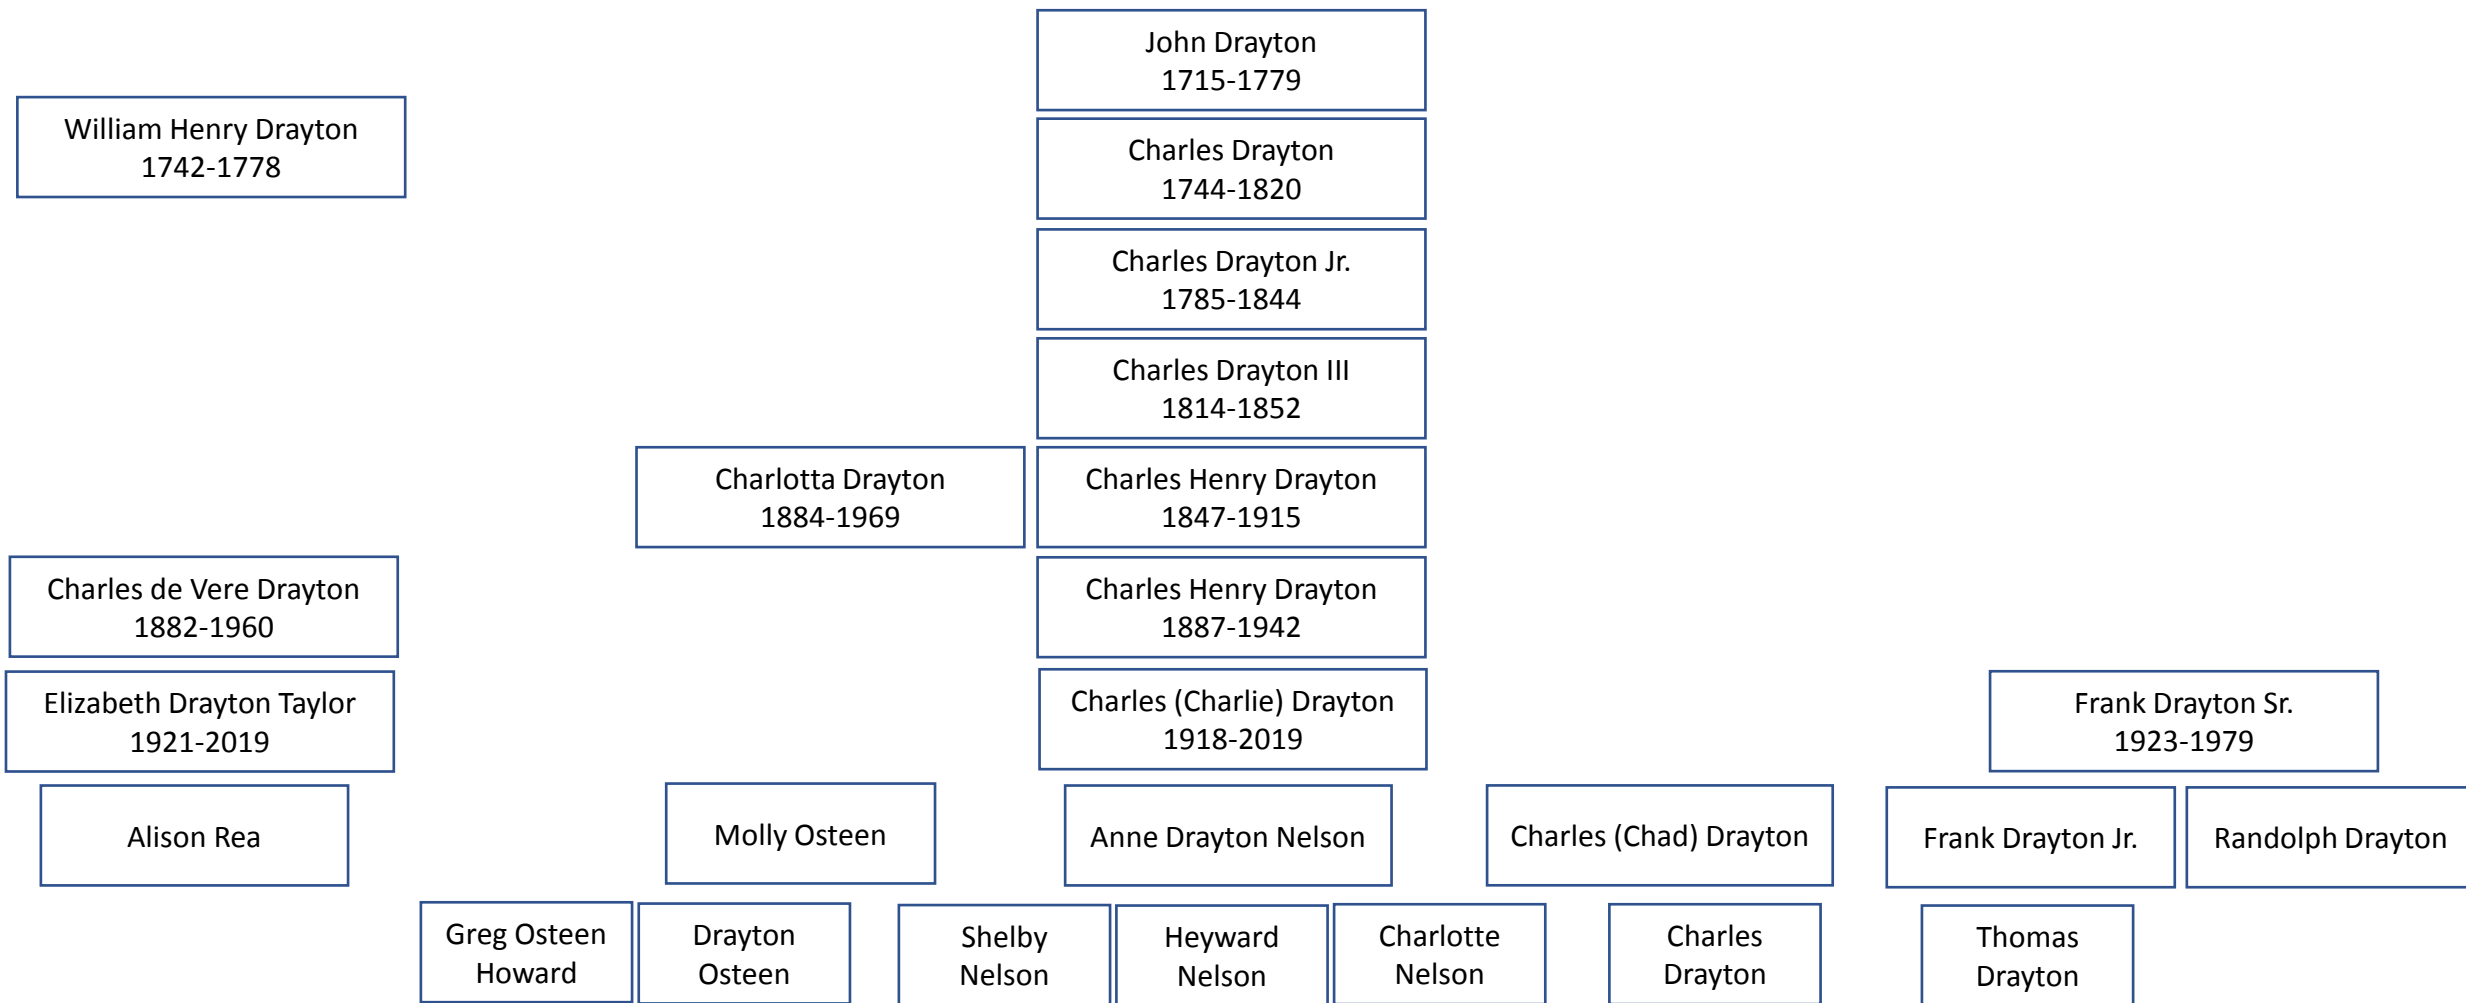 John Drayton
1715-1779
William Henry Drayton
1742-1778
Charles Drayton
1744-1820
Charles Drayton Jr.
1785-1844
Charles Drayton III
1814-1852
Charlotta Drayton
1884-1969
Charles Henry Drayton
1847-1915
Charles de Vere Drayton
1882-1960
Charles Henry Drayton
1887-1942
Elizabeth Drayton Taylor
1921-2019
Charles (Charlie) Drayton
1918-2019
Frank Drayton Sr.
1923-1979
Alison Rea
Molly Osteen
Anne Drayton Nelson
Charles (Chad) Drayton
Frank Drayton Jr.
Randolph Drayton
Greg Osteen
Howard
Drayton
Osteen
Shelby
Nelson
Heyward
Nelson
Charlotte
Nelson
Charles
Drayton
Thomas
Drayton